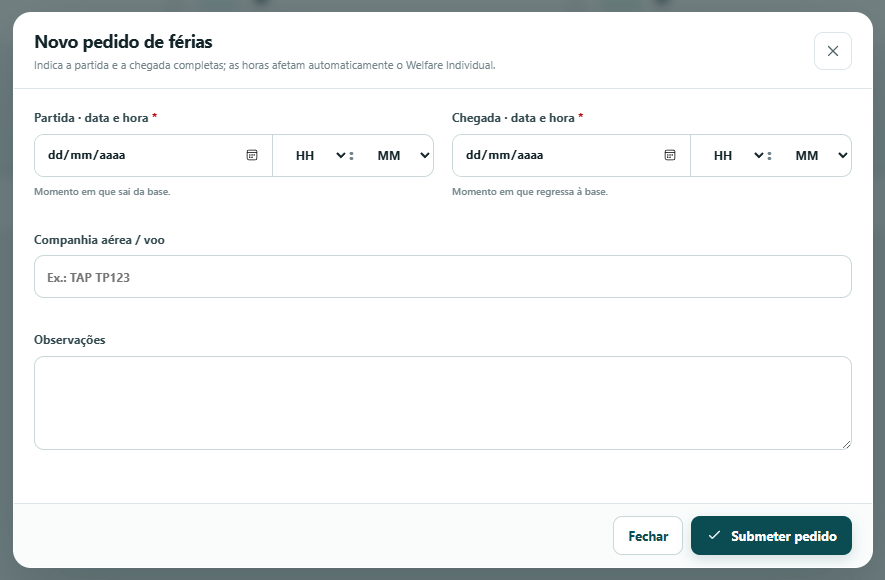 Novo pedido de férias
Indica a partida e a chegada completas; as horas afetam automaticamente o Welfare Individual.
Partida · data e hora *
Chegada · data e hora *
dd/mm/aaaa HH : MM
dd/mm/aaaa HH : MM
Momento em que sai da base.
Momento em que regressa à base.
Companhia aérea / voo
Ex.: TAP TP123
Observações
Fechar
Submeter pedido